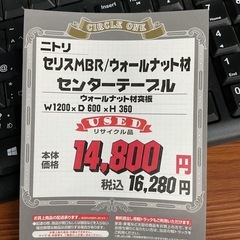 CIRCLE ONE
ニトリ
セリスMBR/ウォールナット材
センターテーブル
ウォールナット材突板
W1200×D600×H360
USED
リサイクル品
本体
価格
14,800円
税込 16,280円